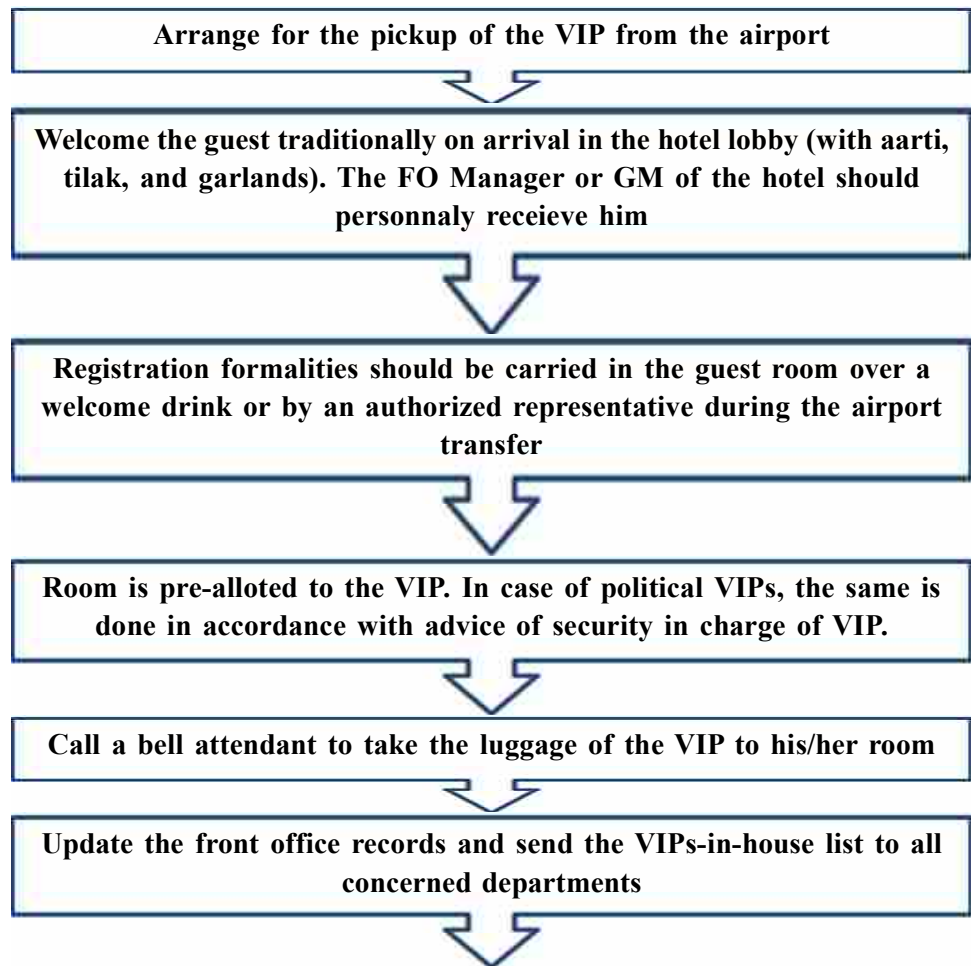 Arrange for the pickup of the VIP from the airport
Welcome the guest traditionally on arrival in the hotel lobby (with aarti,
tilak, and garlands). The FO Manager or GM of the hotel should
personnaly receieve him
Registration formalities should be carried in the guest room over a
welcome drink or by an authorized representative during the airport
transfer
Room is pre-alloted to the VIP. In case of political VIPs, the same is
done in accordance with advice of security in charge of VIP.
Call a bell attendant to take the luggage of the VIP to his/her room
Update the front office records and send the VIPs-in-house list to all
concerned departments